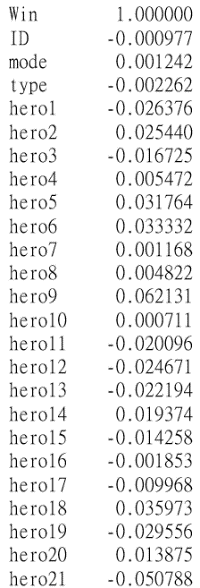 Win 1.000000
ID -0.000977
mode 0.001242
type -0.002262
hero1 -0.026376
hero2 0.025440
hero3 -0.016725
hero4 0.005472
hero5 0.031764
hero6 0.033332
hero7 0.001168
hero8 0.004822
hero9 0.062131
hero10 0.000711
hero11 -0.020096
hero12 -0.024671
hero13 -0.022194
hero14 0.019374
hero15 -0.014258
hero16 -0.001853
hero17 -0.009968
hero18 0.035973
hero19 -0.029556
hero20 0.013875
hero21 -0.050788